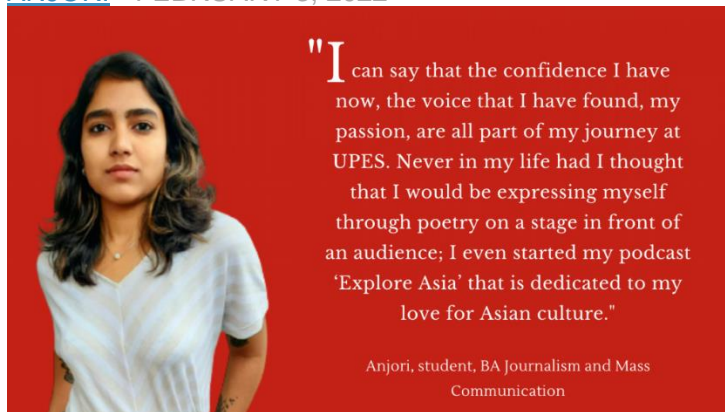 "I can say that the confidence I have
now, the voice that I have found, my
passion, are all part of my journey at
UPES. Never in my life had I thought
that I would be expressing myself
through poetry on a stage in front of
an audience; I even started my podcast
‘Explore Asia’ that is dedicated to my
love for Asian culture."
Anjori, student, BA Journalism and Mass
Communication